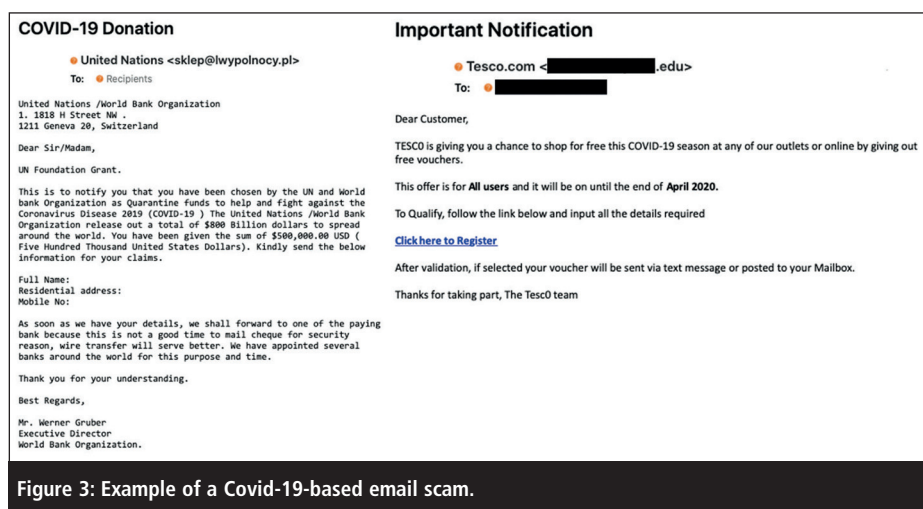 COVID-19 Donation
United Nations <sklep@lwypolnocy.pl>
To: Recipients
United Nations /World Bank Organization
1. 1818 H Street NW .
1211 Geneva 20, Switzerland
Dear Sir/Madam,
UN Foundation Grant.
This is to notify you that you have been chosen by the UN and World
bank Organization as Quarantine funds to help and fight against the
Coronavirus Disease 2019 (COVID-19 ) The United Nations /World Bank
Organization release out a total of $800 Billion dollars to spread
around the world. You have been given the sum of $500,000.00 USD (
Five Hundred Thousand United States Dollars). Kindly send the below
information for your claims.
Full Name:
Residential address:
Mobile No:
As soon as we have your details, we shall forward to one of the paying
bank because this is not a good time to mail cheque for security
reason, wire transfer will serve better. We have appointed several
banks around the world for this purpose and time.
Thank you for your understanding.
Best Regards,
Mr. Werner Gruber
Executive Director
World Bank Organization.
Important Notification
Tesco.com < .edu>
To:
Dear Customer,
TESC0 is giving you a chance to shop for free this COVID-19 season at any of our outlets or online by giving out
free vouchers.
This offer is for All users and it will be on until the end of April 2020.
To Qualify, follow the link below and input all the details required
Click here to Register
After validation, if selected your voucher will be sent via text message or posted to your Mailbox.
Thanks for taking part, The Tesc0 team
Figure 3: Example of a Covid-19-based email scam.